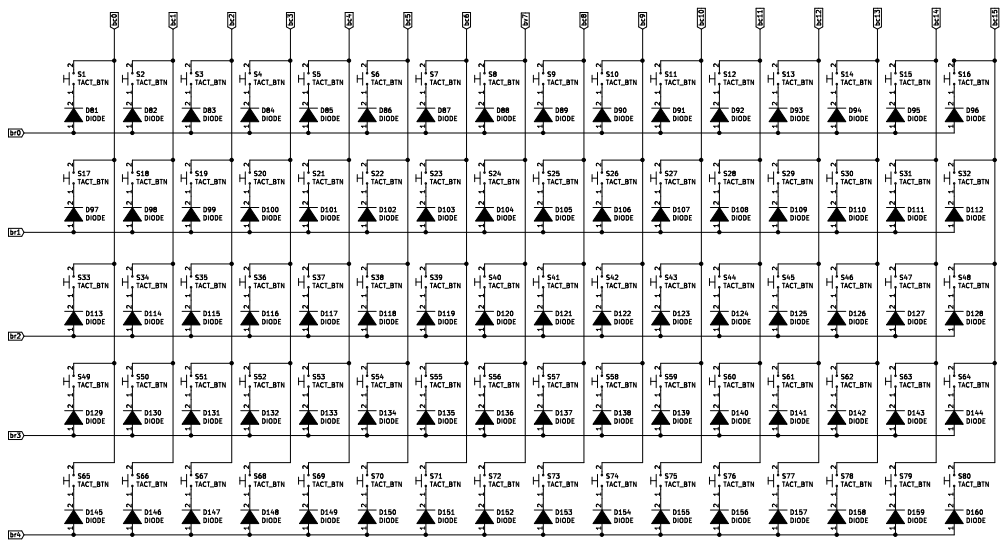 bc0 bc1 bc2 bc3 bc4 bc5 bc6 bv7 bc8 bc9 bc10 bc11 bc12 bc13 bc14 bc15
S1 S2 S3 S4 S5 S6 S7 S8 S9 S10 S11 S12 S13 S14 S15 S16
TACT_BTN TACT_BTN TACT_BTN TACT_BTN TACT_BTN TACT_BTN TACT_BTN TACT_BTN TACT_BTN TACT_BTN TACT_BTN TACT_BTN TACT_BTN TACT_BTN TACT_BTN TACT_BTN
D81 D82 D83 D84 D85 D86 D87 D88 D89 D90 D91 D92 D93 D94 D95 D96
DIODE DIODE DIODE DIODE DIODE DIODE DIODE DIODE DIODE DIODE DIODE DIODE DIODE DIODE DIODE DIODE
br0
S17 S18 S19 S20 S21 S22 S23 S24 S25 S26 S27 S28 S29 S30 S31 S32
TACT_BTN TACT_BTN TACT_BTN TACT_BTN TACT_BTN TACT_BTN TACT_BTN TACT_BTN TACT_BTN TACT_BTN TACT_BTN TACT_BTN TACT_BTN TACT_BTN TACT_BTN TACT_BTN
D97 D98 D99 D100 D101 D102 D103 D104 D105 D106 D107 D108 D109 D110 D111 D112
DIODE DIODE DIODE DIODE DIODE DIODE DIODE DIODE DIODE DIODE DIODE DIODE DIODE DIODE DIODE DIODE
br1
S33 S34 S35 S36 S37 S38 S39 S40 S41 S42 S43 S44 S45 S46 S47 S48
TACT_BTN TACT_BTN TACT_BTN TACT_BTN TACT_BTN TACT_BTN TACT_BTN TACT_BTN TACT_BTN TACT_BTN TACT_BTN TACT_BTN TACT_BTN TACT_BTN TACT_BTN TACT_BTN
D113 D114 D115 D116 D117 D118 D119 D120 D121 D122 D123 D124 D125 D126 D127 D128
DIODE DIODE DIODE DIODE DIODE DIODE DIODE DIODE DIODE DIODE DIODE DIODE DIODE DIODE DIODE DIODE
br2
S49 S50 S51 S52 S53 S54 S55 S56 S57 S58 S59 S60 S61 S62 S63 S64
TACT_BTN TACT_BTN TACT_BTN TACT_BTN TACT_BTN TACT_BTN TACT_BTN TACT_BTN TACT_BTN TACT_BTN TACT_BTN TACT_BTN TACT_BTN TACT_BTN TACT_BTN TACT_BTN
D129 D130 D131 D132 D133 D134 D135 D136 D137 D138 D139 D140 D141 D142 D143 D144
DIODE DIODE DIODE DIODE DIODE DIODE DIODE DIODE DIODE DIODE DIODE DIODE DIODE DIODE DIODE DIODE
br3
S65 S66 S67 S68 S69 S70 S71 S72 S73 S74 S75 S76 S77 S78 S79 S80
TACT_BTN TACT_BTN TACT_BTN TACT_BTN TACT_BTN TACT_BTN TACT_BTN TACT_BTN TACT_BTN TACT_BTN TACT_BTN TACT_BTN TACT_BTN TACT_BTN TACT_BTN TACT_BTN
D145 D146 D147 D148 D149 D150 D151 D152 D153 D154 D155 D156 D157 D158 D159 D160
DIODE DIODE DIODE DIODE DIODE DIODE DIODE DIODE DIODE DIODE DIODE DIODE DIODE DIODE DIODE DIODE
br4